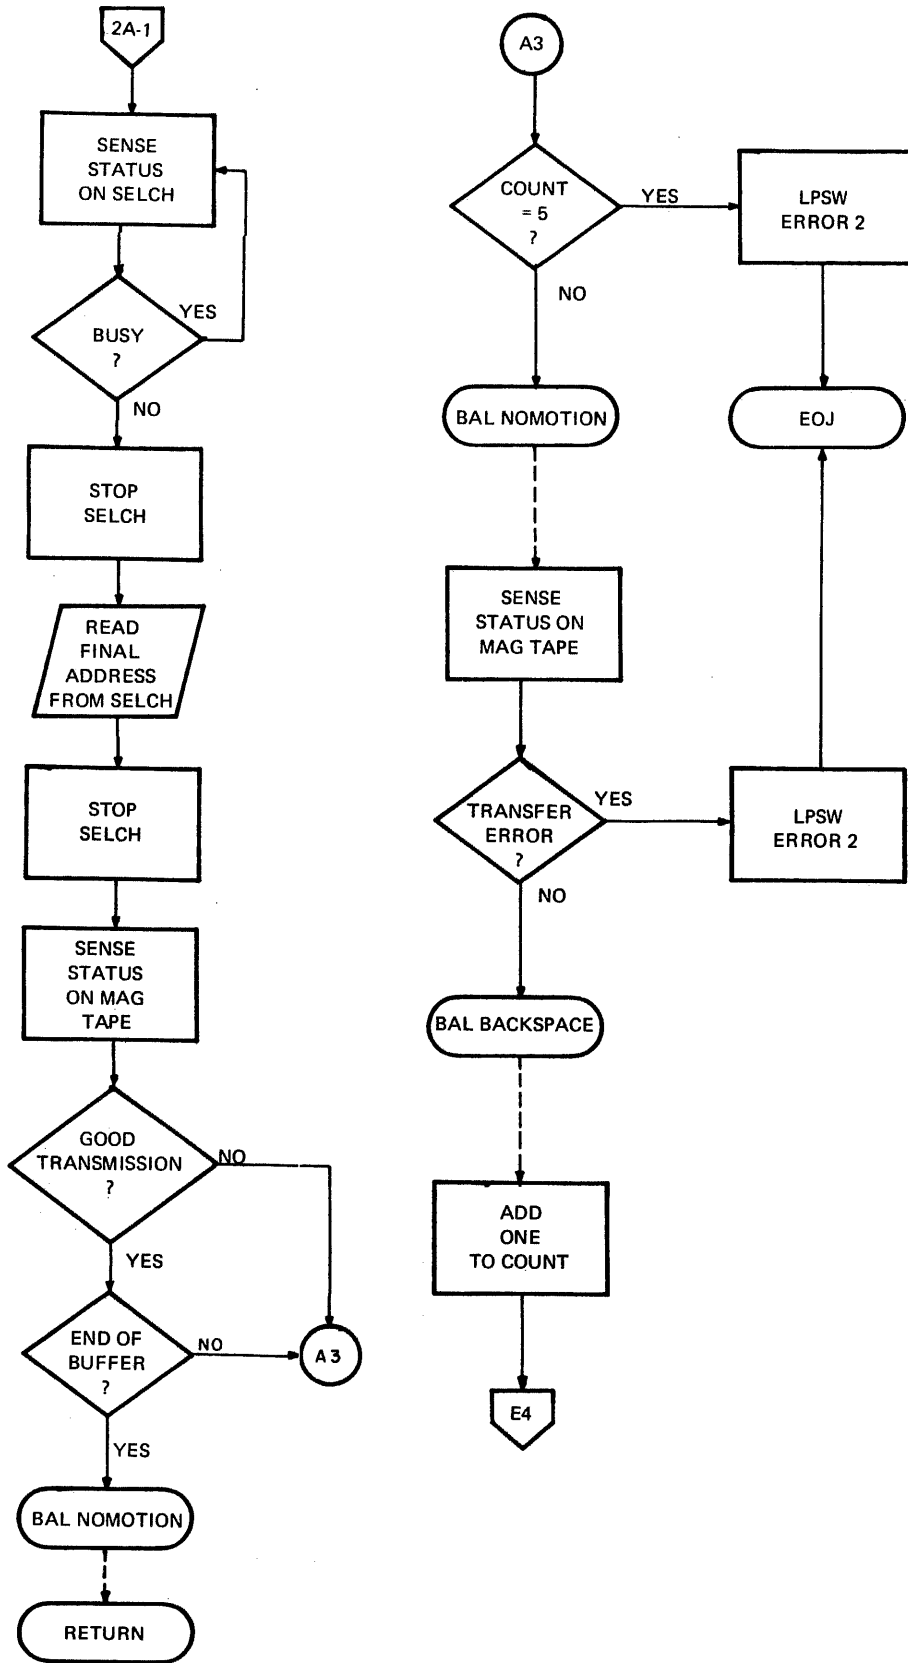 2A-1
SENSE
STATUS
ON SELCH
YES
BUSY
?
NO
STOP
SELCH
READ
FINAL
ADDRESS
FROM SELCH
STOP
SELCH
SENSE
STATUS
ON MAG
TAPE
GOOD
TRANSMISSION
?
NO
YES
END OF
BUFFER
?
NO
A3
YES
BAL NOMOTION
RETURN
A3
COUNT
= 5
?
YES
LPSW
ERROR 2
NO
BAL NOMOTION
EOJ
SENSE
STATUS ON
MAG TAPE
TRANSFER
ERROR
?
YES
LPSW
ERROR 2
NO
BAL BACKSPACE
ADD
ONE
TO COUNT
E4